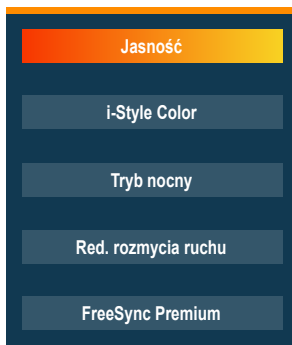 Jasność
i-Style Color
Tryb nocny
Red. rozmycia ruchu
FreeSync Premium